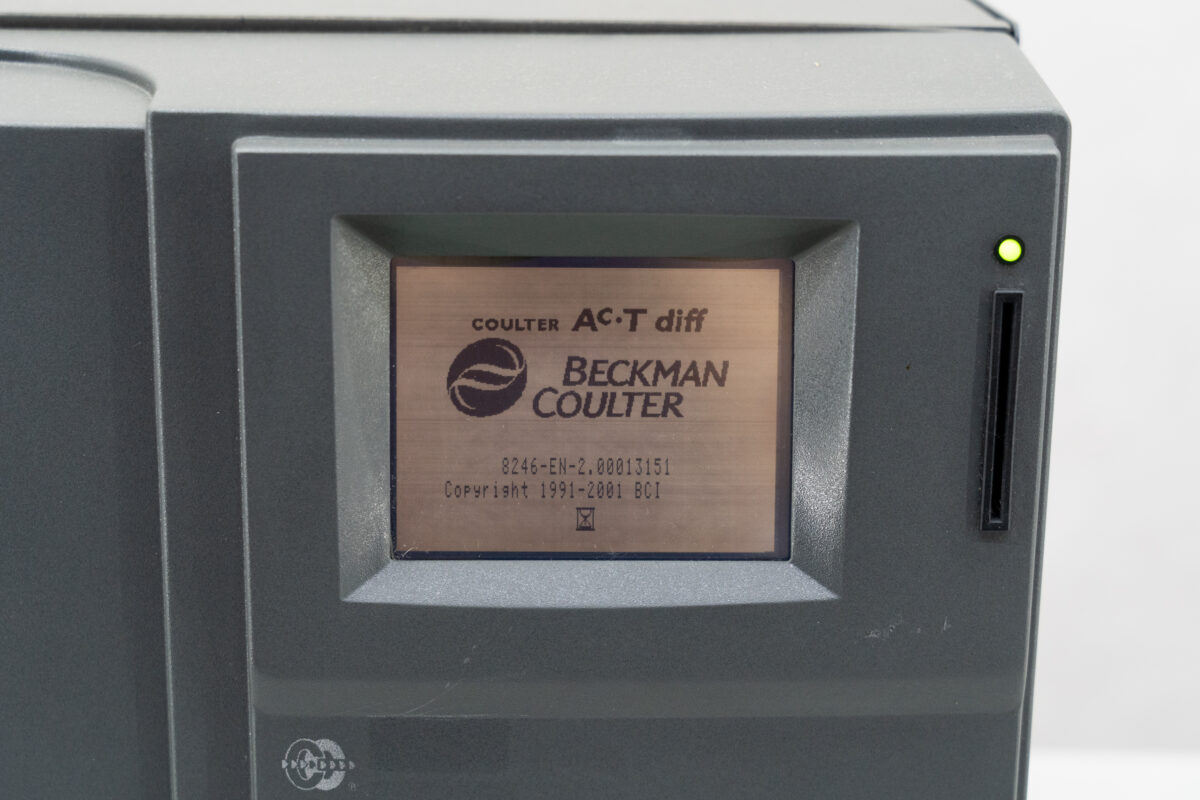 COULTER Ac·T diff
BECKMAN
COULTER
8246-EN-2.00013151
Copyright 1991-2001 BCI
®